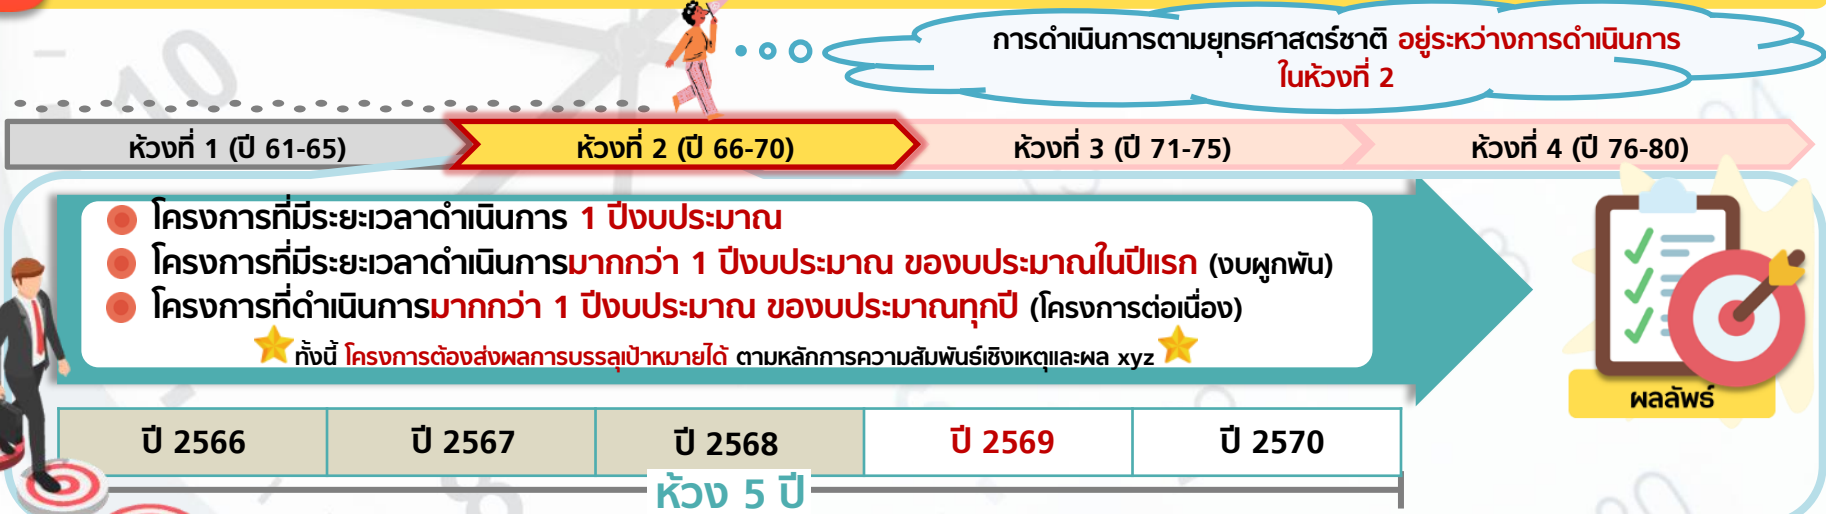 การดำเนินการตามยุทธศาสตร์ชาติ อยู่ระหว่างการดำเนินการ
ในห้วงที่ 2
ห้วงที่ 1 (ปี 61-65)
ห้วงที่ 2 (ปี 66-70)
ห้วงที่ 3 (ปี 71-75)
ห้วงที่ 4 (ปี 76-80)
โครงการที่มีระยะเวลาดำเนินการ 1 ปีงบประมาณ
โครงการที่มีระยะเวลาดำเนินการมากกว่า 1 ปีงบประมาณ ของบประมาณในปีแรก (งบผูกพัน)
โครงการที่ดำเนินการมากกว่า 1 ปีงบประมาณ ของบประมาณทุกปี (โครงการต่อเนื่อง)
ทั้งนี้ โครงการต้องส่งผลการบรรลุเป้าหมายได้ ตามหลักการความสัมพันธ์เชิงเหตุและผล xyz
ผลลัพธ์
ปี 2566
ปี 2567
ปี 2568
ปี 2569
ปี 2570
ห้วง 5 ปี